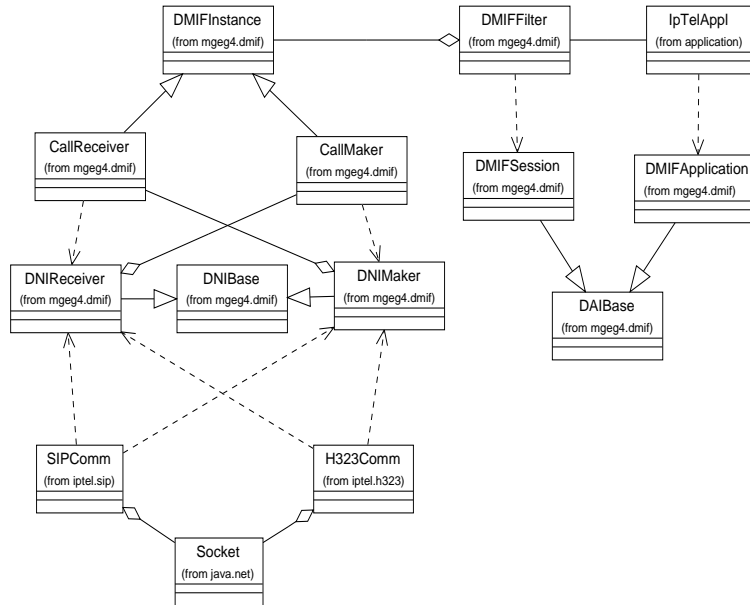 DMIFInstance
(from mgeg4.dmif)
DMIFFilter
(from mgeg4.dmif)
IpTelAppl
(from application)
CallReceiver
(from mgeg4.dmif)
CallMaker
(from mgeg4.dmif)
DMIFSession
(from mgeg4.dmif)
DMIFApplication
(from mgeg4.dmif)
DNIReceiver
(from mgeg4.dmif)
DNIBase
(from mgeg4.dmif)
DNIMaker
(from mgeg4.dmif)
DAIBase
(from mgeg4.dmif)
SIPComm
(from iptel.sip)
H323Comm
(from iptel.h323)
Socket
(from java.net)